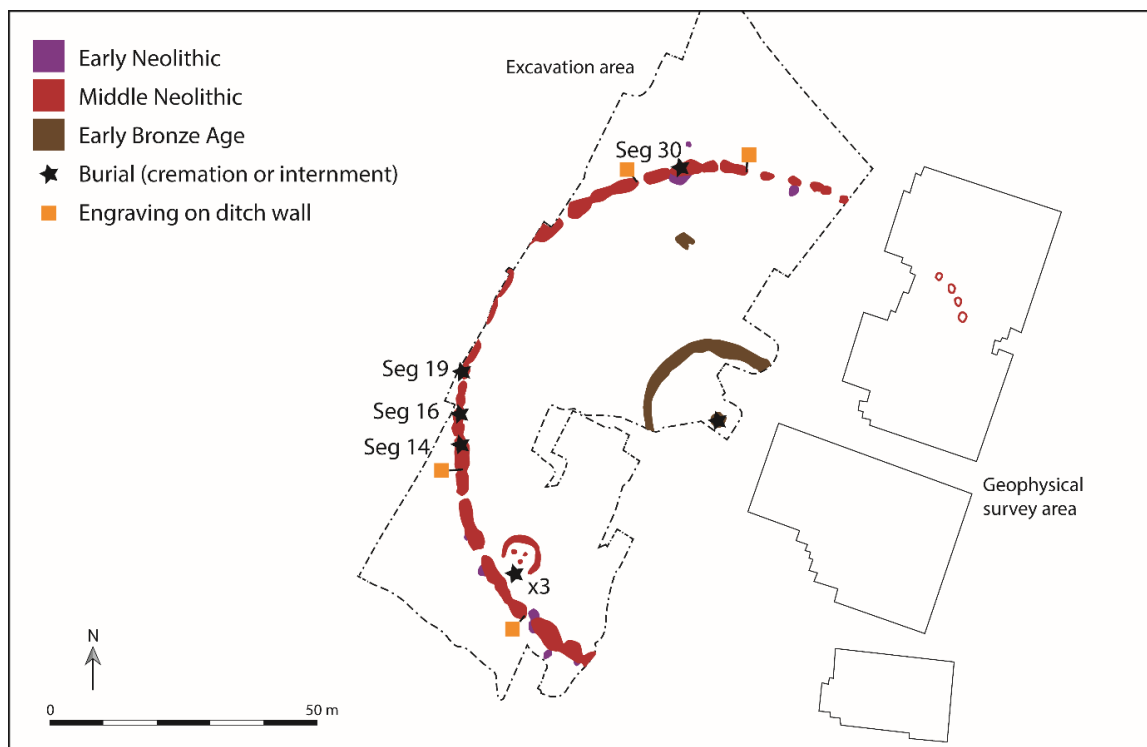 Early Neolithic
Middle Neolithic
Early Bronze Age
Burial (cremation or internment)
Engraving on ditch wall
Excavation area
Seg 30
Seg 19
Seg 16
Seg 14
x3
Geophysical
survey area
N
0
50 m